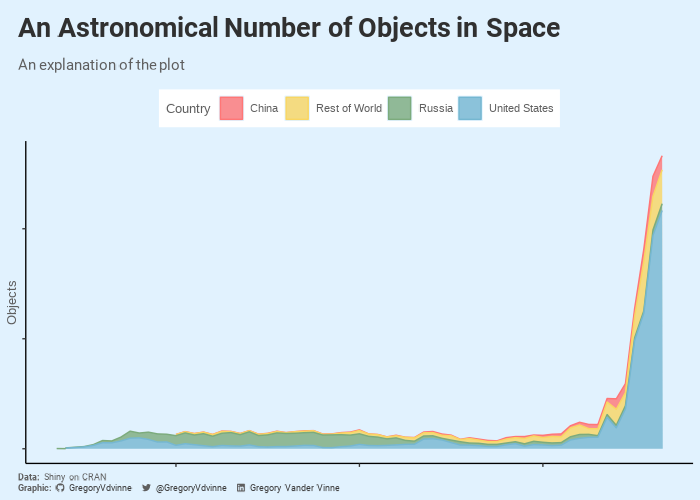 An Astronomical Number of Objects in Space
An explanation of the plot
Country China Rest of World Russia United States
Objects
Data: Shiny on CRAN
Graphic: GregoryVdvinne @GregoryVdvinne Gregory Vander Vinne